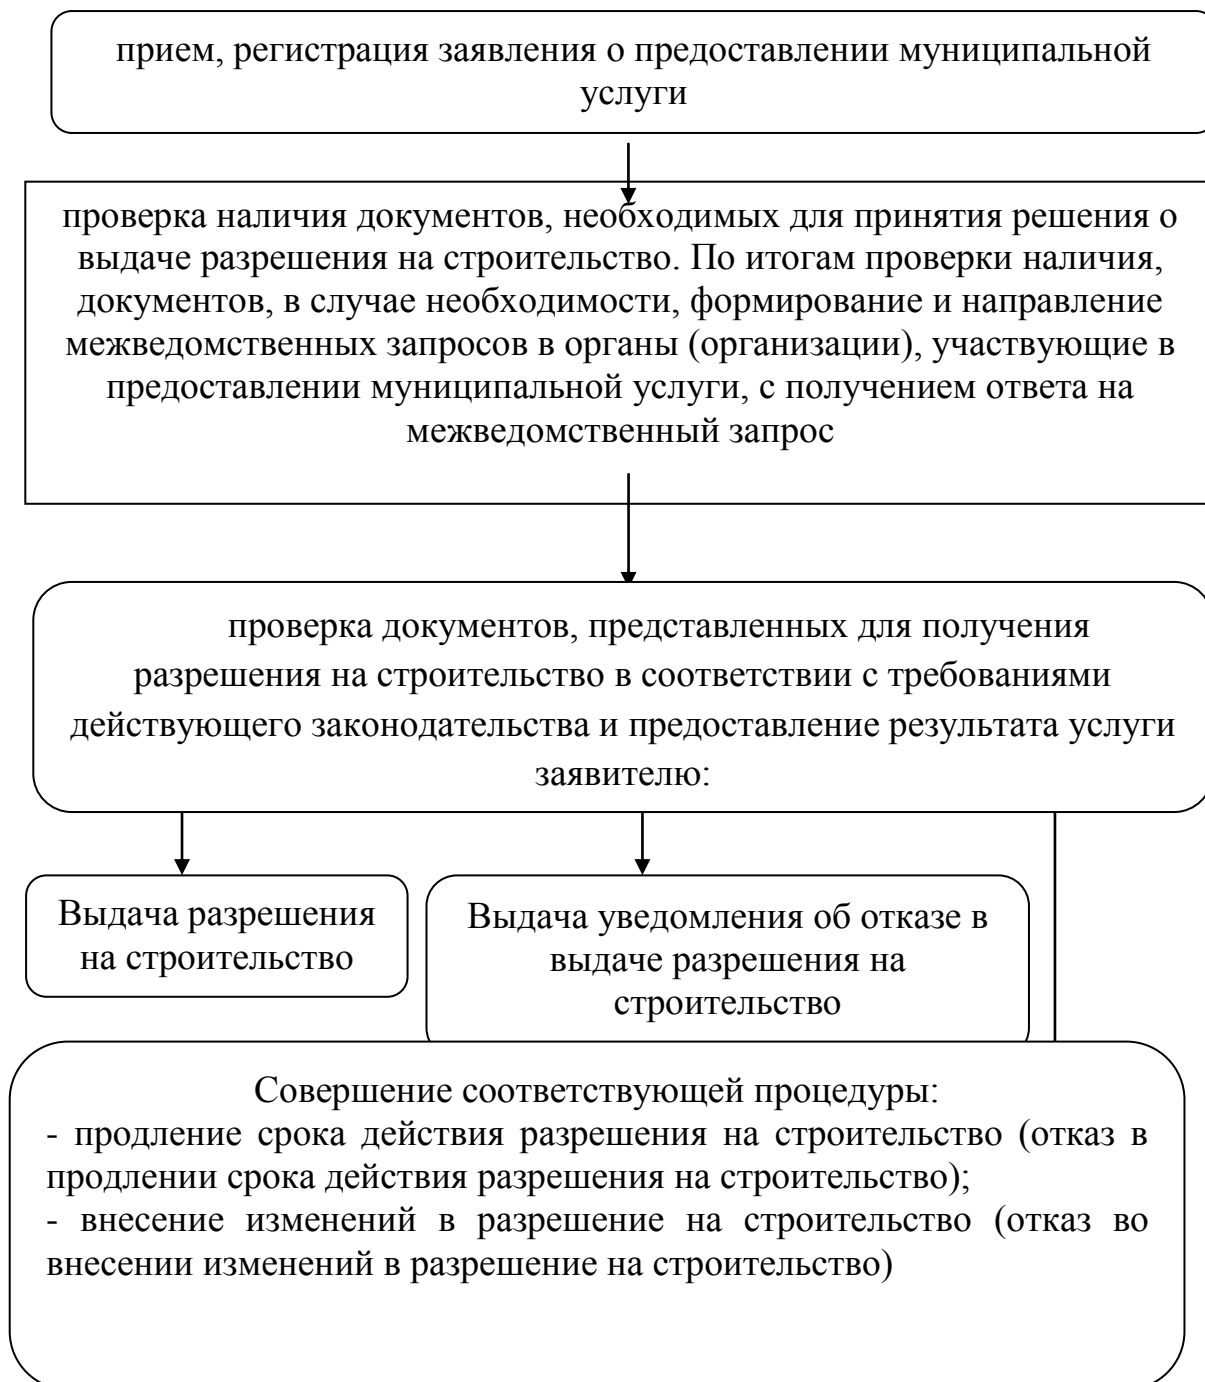 прием, регистрация заявления о предоставлении муниципальной
услуги
проверка наличия документов, необходимых для принятия решения о
выдаче разрешения на строительство. По итогам проверки наличия,
документов, в случае необходимости, формирование и направление
межведомственных запросов в органы (организации), участвующие в
предоставлении муниципальной услуги, с получением ответа на
межведомственный запрос
проверка документов, представленных для получения
разрешения на строительство в соответствии с требованиями
действующего законодательства и предоставление результата услуги
заявителю:
Выдача разрешения
на строительство
Выдача уведомления об отказе в
выдаче разрешения на
строительство
Совершение соответствующей процедуры:
- продление срока действия разрешения на строительство (отказ в
продлении срока действия разрешения на строительство);
- внесение изменений в разрешение на строительство (отказ во
внесении изменений в разрешение на строительство)